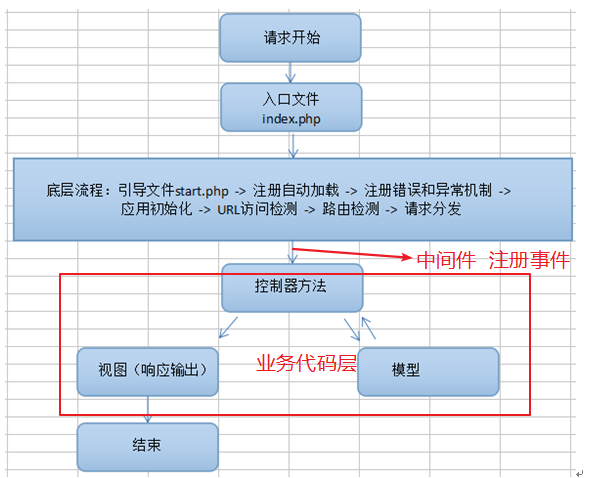 请求开始
入口文件
index.php
底层流程：引导文件start.php -> 注册自动加载 -> 注册错误和异常机制 ->
应用初始化 -> URL访问检测 -> 路由检测 -> 请求分发
中间件 注册事件
控制器方法
视图（响应输出）
业务代码层
模型
结束